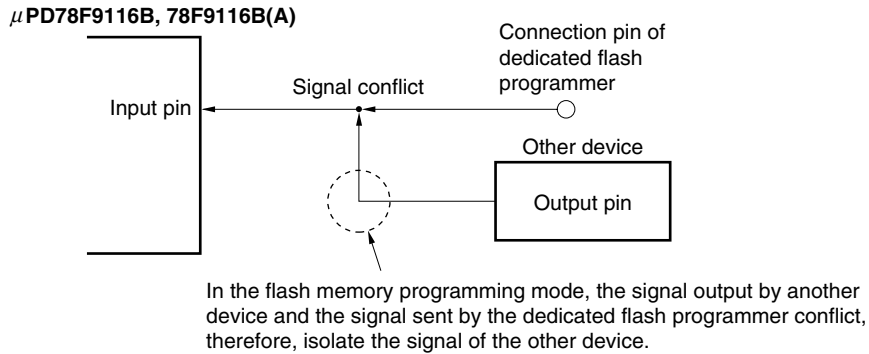 μPD78F9116B, 78F9116B(A)
Connection pin of
dedicated flash
programmer
Signal conflict
Input pin
Other device
Output pin
In the flash memory programming mode, the signal output by another
device and the signal sent by the dedicated flash programmer conflict,
therefore, isolate the signal of the other device.